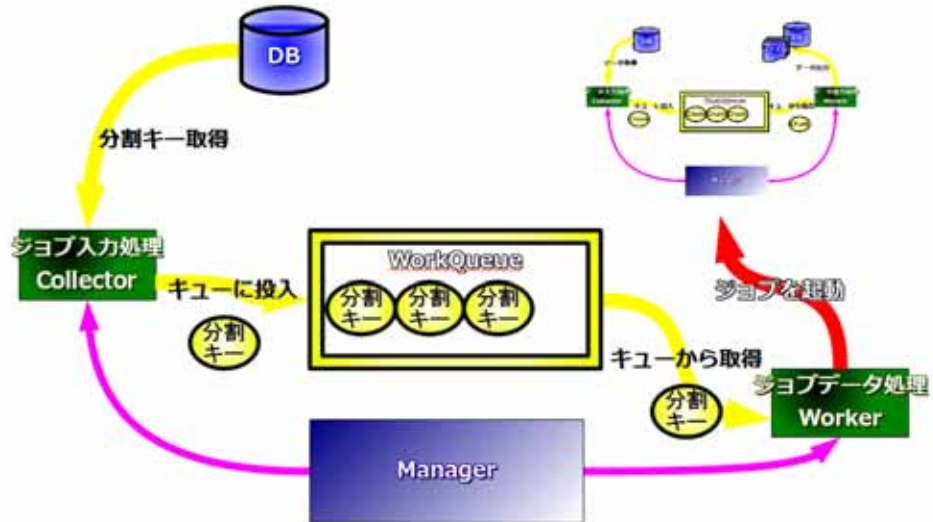 DB
分割キー取得
ジョブ入力処理
Collector
キューに投入
分割
キー
WorkQueue
分割
キー
分割
キー
分割
キー
キューから取得
分割
キー
ジョブを起動
ジョブデータ処理
Worker
Manager
Collector
Worker